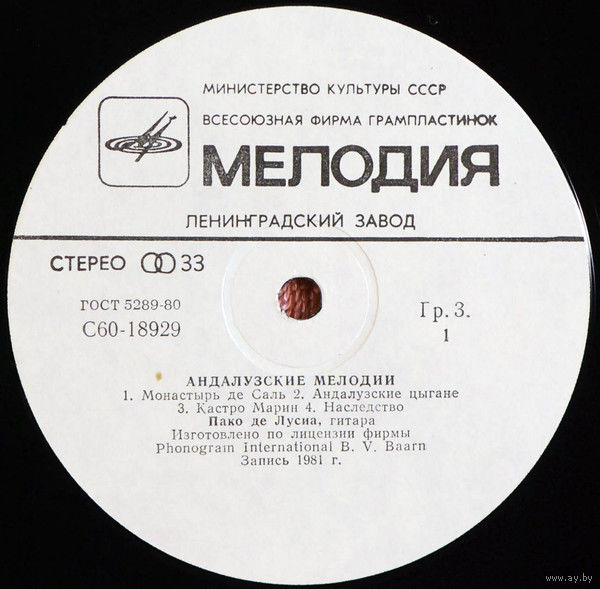 МИНИСТЕРСТВО КУЛЬТУРЫ СССР
ВСЕСОЮЗНАЯ ФИРМА ГРАМПЛАСТИНОК
МЕЛОДИЯ
ЛЕНИНГРАДСКИЙ ЗАВОД
СТЕРЕО 33
ГОСТ 5289-80
С60-18929
Гр. 3.
1
АНДАЛУЗСКИЕ МЕЛОДИИ
1. Монастырь де Саль 2. Андалузские цыгане
3. Кастро Марин 4. Наследство
Пако де Лусиа, гитара
Изготовлено по лицензии фирмы
Phonogram International B. V. Baarn
Запись 1981 г.
www.ay.by